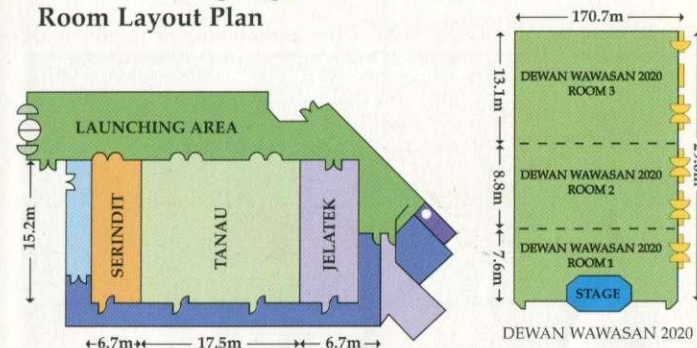 Room Layout Plan
LAUNCHING AREA
15.2m
SERINDIT
TANAU
JELATEK
6.7m
17.5m
6.7m
170.7m
13.1m
8.8m
7.6m
DEWAN WAWASAN 2020
ROOM 3
DEWAN WAWASAN 2020
ROOM 2
DEWAN WAWASAN 2020
ROOM 1
STAGE
DEWAN WAWASAN 2020